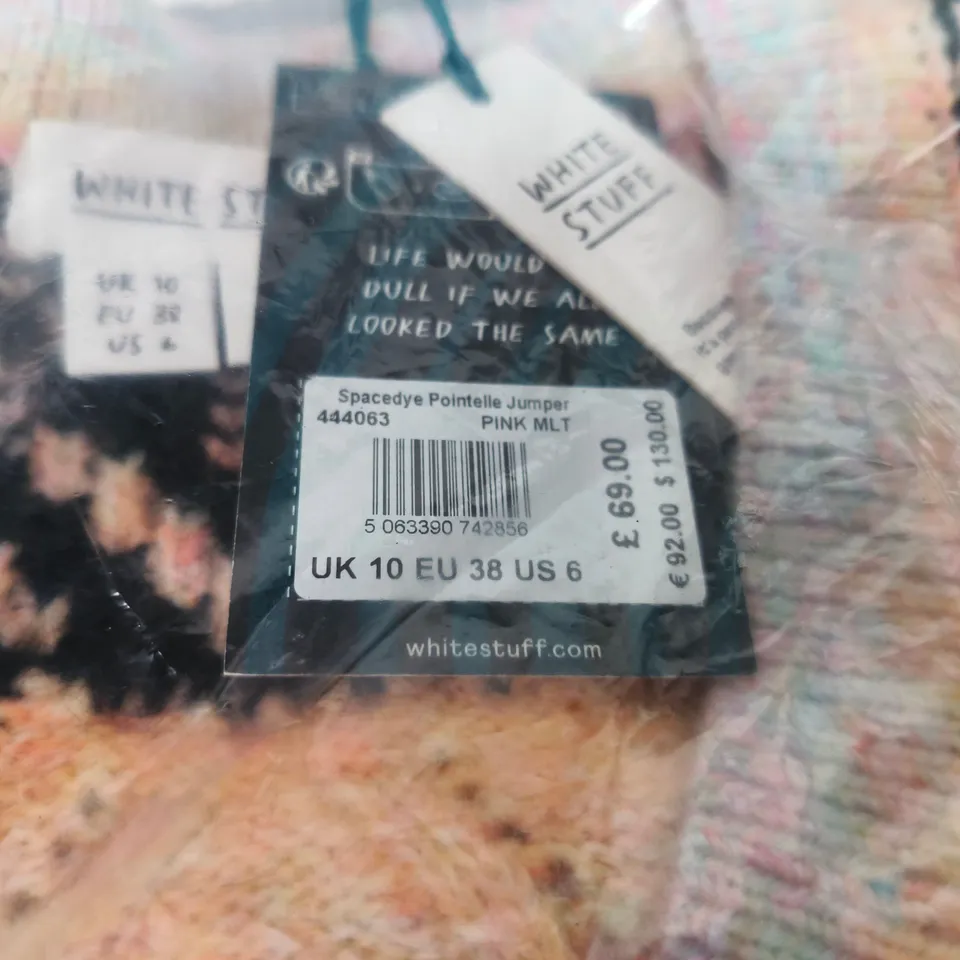 WHITE ST
UK 10
EU 38
US 6
WHITE
STUFF
LIFE WOULD
DULL IF WE AL
LOOKED THE SAME
Spacedye Pointelle Jumper
444063 PINK MLT
5 063390 742856
UK 10 EU 38 US 6
£ 69.00
€ 92.00 $ 130.00
whitestuff.com